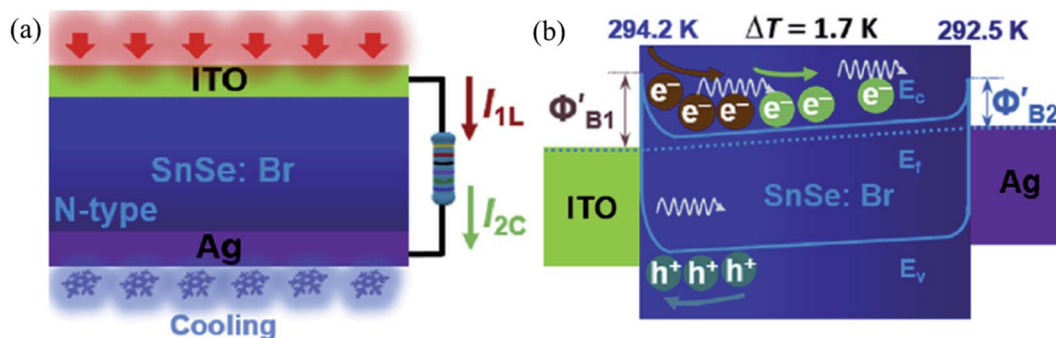 (a)
ITO
SnSe: Br
N-type
Ag
Cooling
I1L
I2C
(b)
294.2 K ΔT = 1.7 K 292.5 K
Φ′B1
e⁻ e⁻ e⁻ e⁻ e⁻ e⁻
Ec
Φ′B2
Ef
ITO
SnSe: Br
Ag
h⁺ h⁺ h⁺
Ev